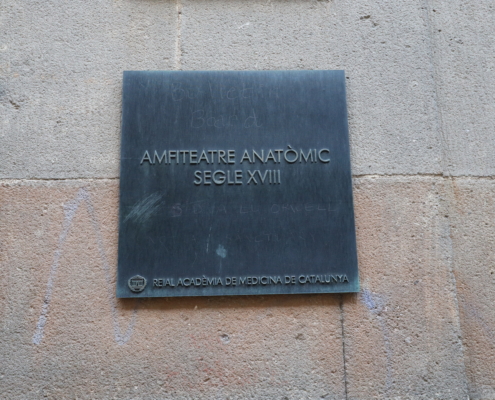 AMFITEATRE ANATÒMIC
SEGLE XVIII
REIAL ACADÈMIA DE MEDICINA DE CATALUNYA